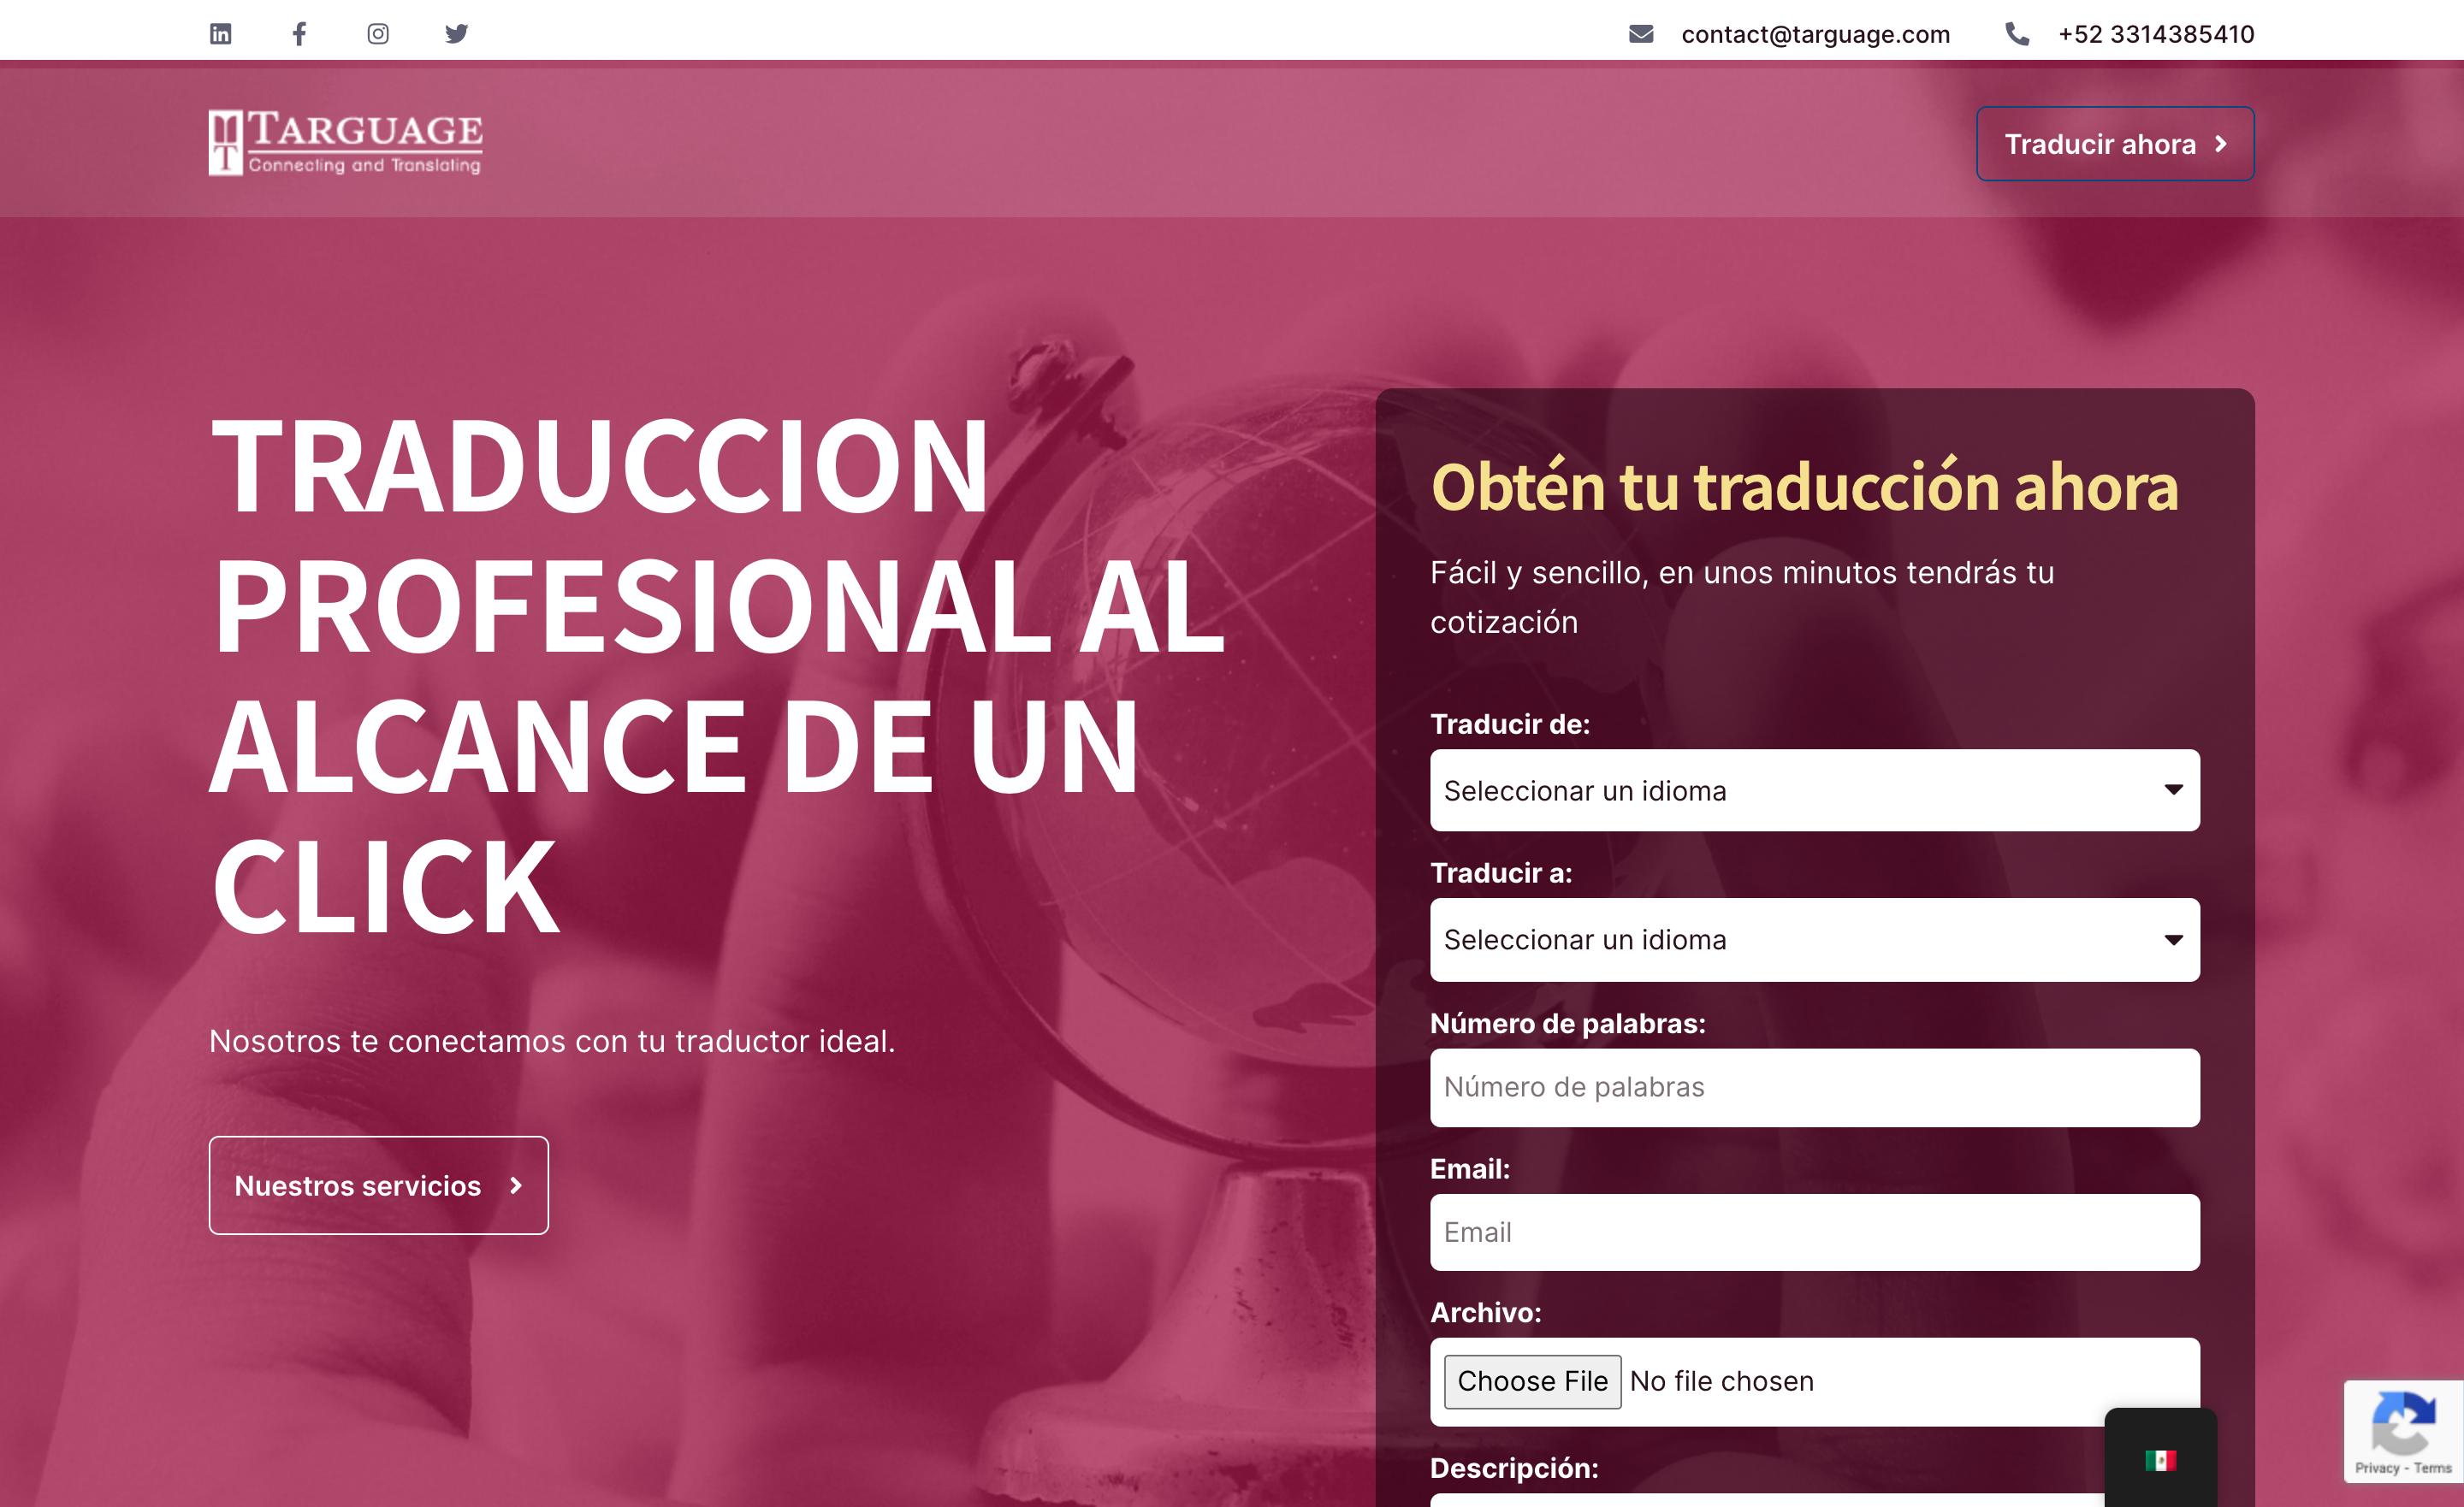 contact@targuage.com
+52 3314385410
TARGUAGE
Connecting and Translating
Traducir ahora
TRADUCCION
PROFESIONAL AL
ALCANCE DE UN
CLICK
Nosotros te conectamos con tu traductor ideal.
Nuestros servicios
Obtén tu traducción ahora
Fácil y sencillo, en unos minutos tendrás tu
cotización
Traducir de:
Seleccionar un idioma
Traducir a:
Seleccionar un idioma
Número de palabras:
Número de palabras
Email:
Email
Archivo:
Choose File No file chosen
Descripción:
Privacy - Terms